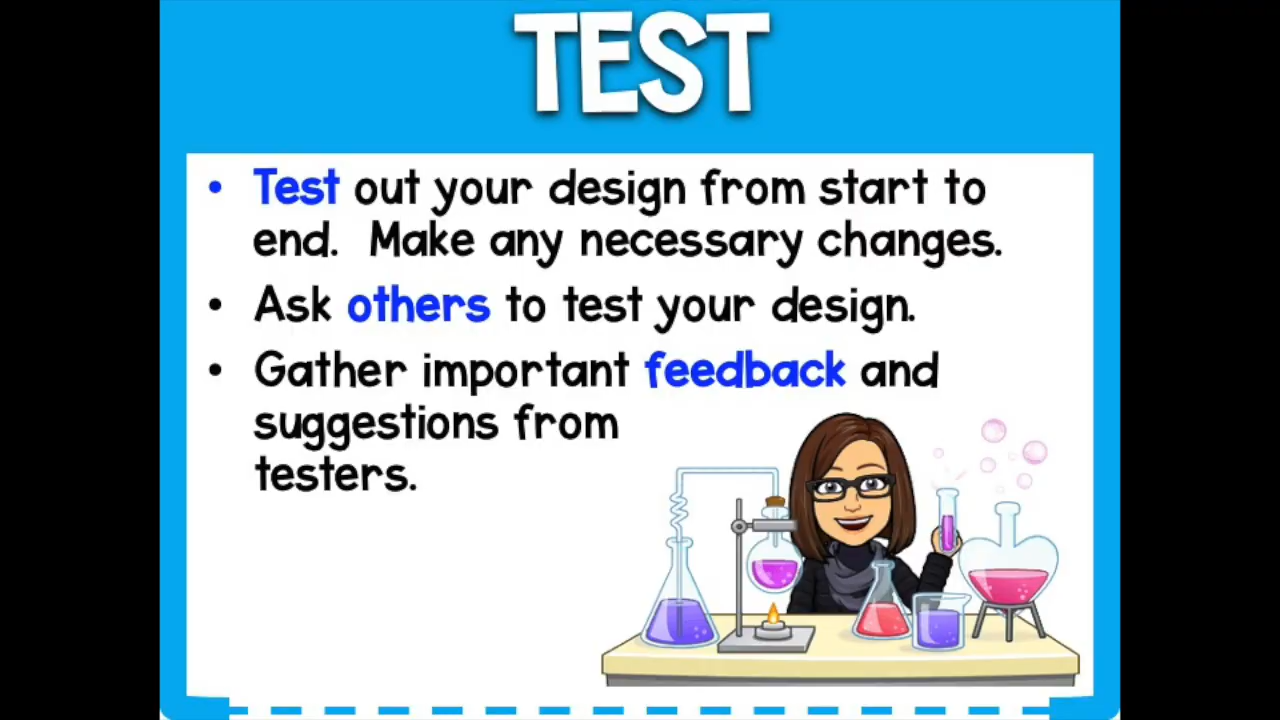 TEST
• Test out your design from start to
end. Make any necessary changes.
• Ask others to test your design.
• Gather important feedback and
suggestions from
testers.